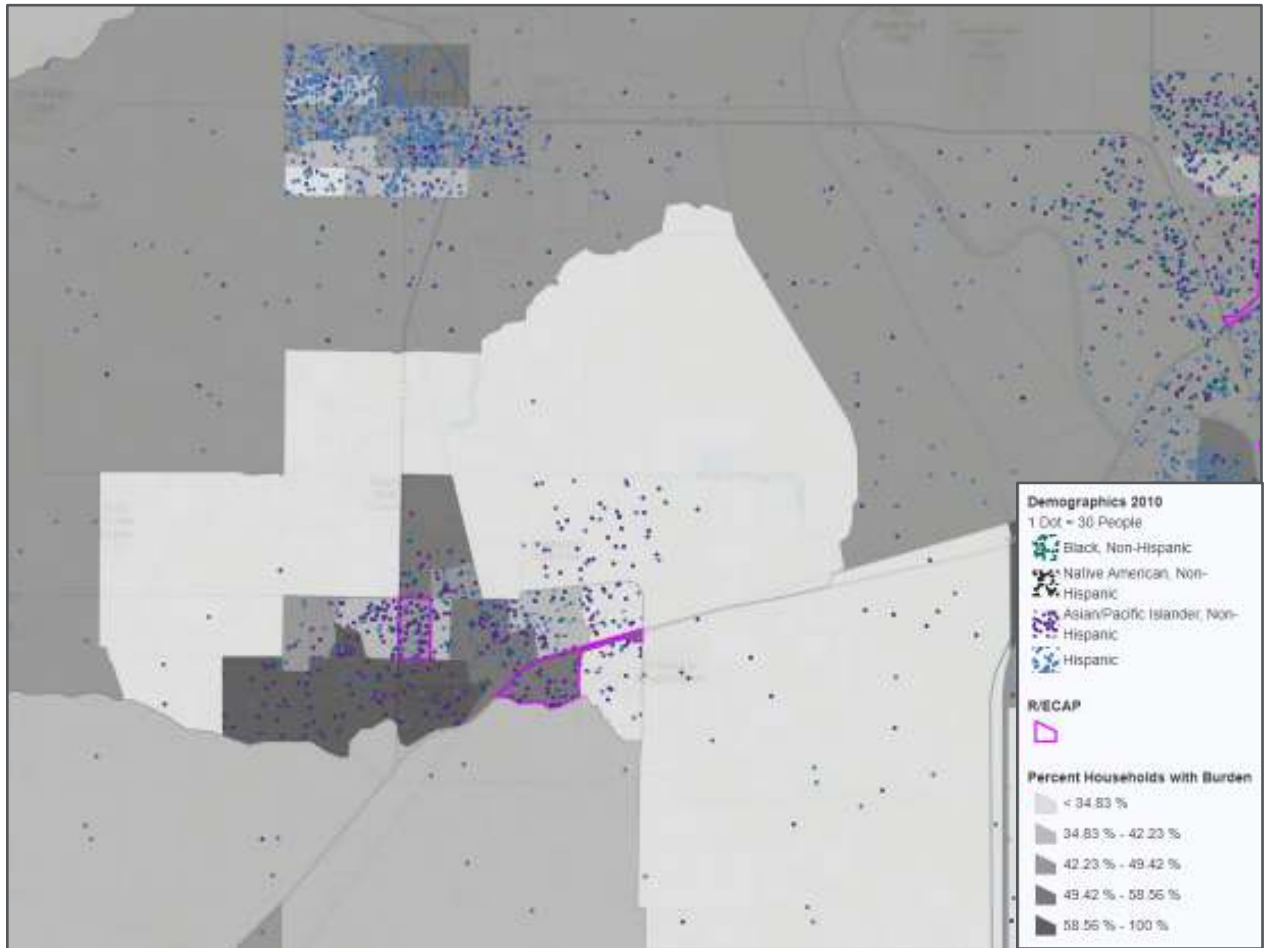 Demographics 2010
1 Dot = 30 People
Black, Non-Hispanic
Native American, Non-
Hispanic
Asian/Pacific Islander, Non-
Hispanic
Hispanic
R/ECAP
Percent Households with Burden
< 34.83 %
34.83 % - 42.23 %
42.23 % - 49.42 %
49.42 % - 58.56 %
58.56 % - 100 %